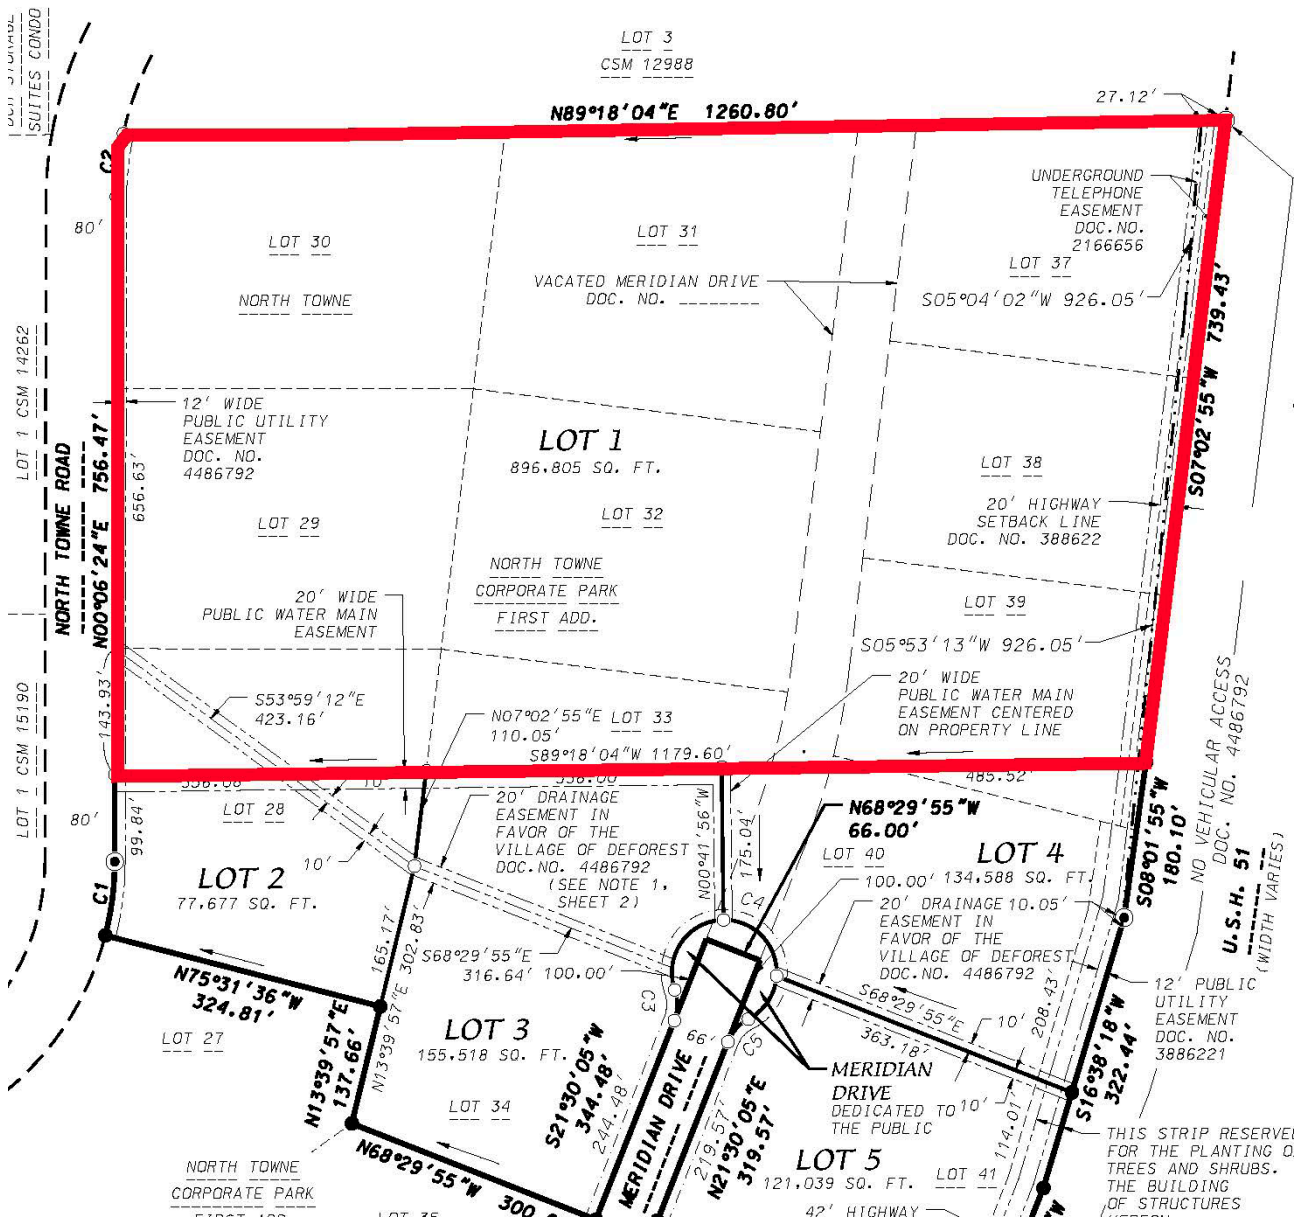 SUITES CONDO
LOT 3
CSM 12988
N89°18'04"E 1260.80'
27.12'
C2
80'
UNDERGROUND
TELEPHONE
EASEMENT
DOC.NO.
2166656
LOT 30
LOT 31
LOT 37
NORTH TOWNE
VACATED MERIDIAN DRIVE
DOC. NO.
S05°04'02"W 926.05'
S07°02'55"W 739.43'
LOT 1 CSM 14262
12' WIDE
PUBLIC UTILITY
EASEMENT
DOC. NO.
4486792
LOT 1
896,805 SQ. FT.
NORTH TOWNE ROAD
N00°06'24"E 756.47'
656.63'
LOT 38
20' HIGHWAY
SETBACK LINE
DOC. NO. 388622
LOT 29
LOT 32
NORTH TOWNE
CORPORATE PARK
FIRST ADD.
20' WIDE
PUBLIC WATER MAIN
EASEMENT
LOT 39
S05°53'13"W 926.05'
20' WIDE
PUBLIC WATER MAIN
EASEMENT CENTERED
ON PROPERTY LINE
NO VEHICULAR ACCESS
DOC. NO. 4486792
LOT 1 CSM 15190
143.93'
S53°59'12"E
423.16'
N07°02'55"E
110.05'
LOT 33
S89°18'04"W 1179.60'
485.52'
80'
99.84'
C1
LOT 28
10'
10'
20' DRAINAGE
EASEMENT IN
FAVOR OF THE
VILLAGE OF DEFOREST
DOC.NO. 4486792
(SEE NOTE 1,
SHEET 2)
N00°41'56"W
175.04'
N68°29'55"W
66.00'
LOT 40
LOT 4
134,588 SQ. FT.
S08°01'55"W
180.10'
U.S.H. 51
(WIDTH VARIES)
LOT 2
77,677 SQ. FT.
C4
100.00'
20' DRAINAGE
EASEMENT IN
FAVOR OF THE
VILLAGE OF DEFOREST
DOC.NO. 4486792
10.05'
165.17'
N13°39'57"E 302.83'
S68°29'55"E
316.64'
100.00'
N75°31'36"W
324.81'
LOT 27
C3
LOT 3
155,518 SQ. FT.
66'
C5
S68°29'55"E
363.18'
10'
208.43'
12' PUBLIC
UTILITY
EASEMENT
DOC. NO.
3886221
N13°39'57"E
137.66'
S21°30'05"W
344.48'
244.48'
MERIDIAN DRIVE
219.57'
N21°30'05"E
319.57'
MERIDIAN
DRIVE
DEDICATED TO
THE PUBLIC
10'
114.01'
S16°38'18"W
322.44'
LOT 34
N68°29'55"W 300
NORTH TOWNE
CORPORATE PARK
LOT 5
121,039 SQ. FT.
LOT 41
42' HIGHWAY
THIS STRIP RESERVED
FOR THE PLANTING
TREES AND SHRUBS.
THE BUILDING
OF STRUCTURES